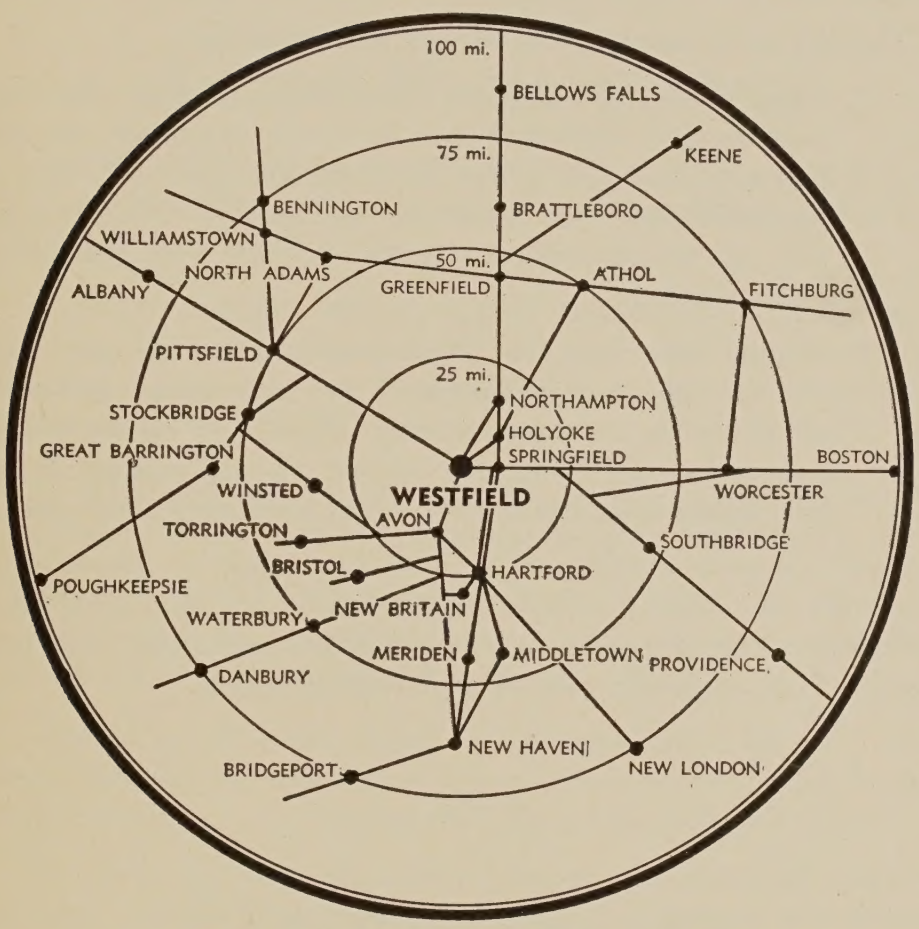 100 mi.
BELLOWS FALLS
75 mi.
KEENE
BENNINGTON
BRATTLEBORO
WILLIAMSTOWN
50 mi.
NORTH ADAMS
ATHOL
ALBANY
GREENFIELD
FITCHBURG
PITTSFIELD
25 mi.
STOCKBRIDGE
NORTHAMPTON
HOLYOKE
GREAT BARRINGTON
SPRINGFIELD
BOSTON
WINSTED
WESTFIELD
WORCESTER
AVON
TORRINGTON
SOUTHBRIDGE
BRISTOL
HARTFORD
POUGHKEEPSIE
NEW BRITAIN
WATERBURY
MERIDEN
MIDDLETOWN
PROVIDENCE
DANBURY
NEW HAVEN
BRIDGEPORT
NEW LONDON